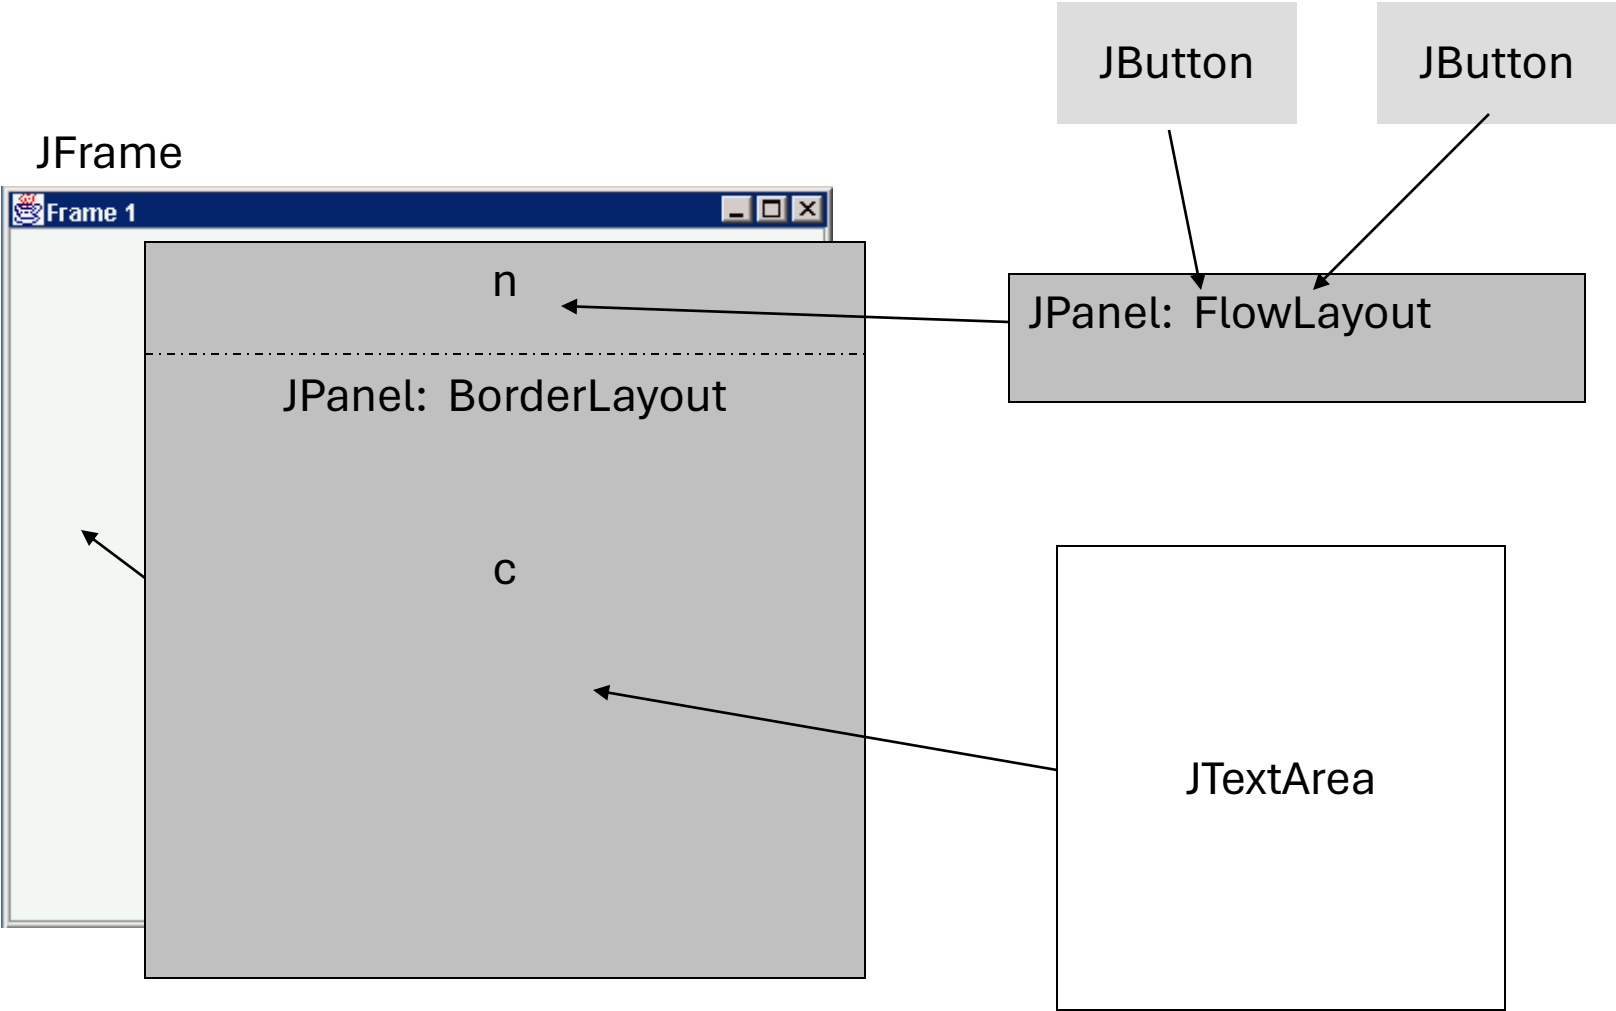 JButton
JButton
JFrame
Frame 1
n
JPanel: FlowLayout
JPanel: BorderLayout
c
JTextArea